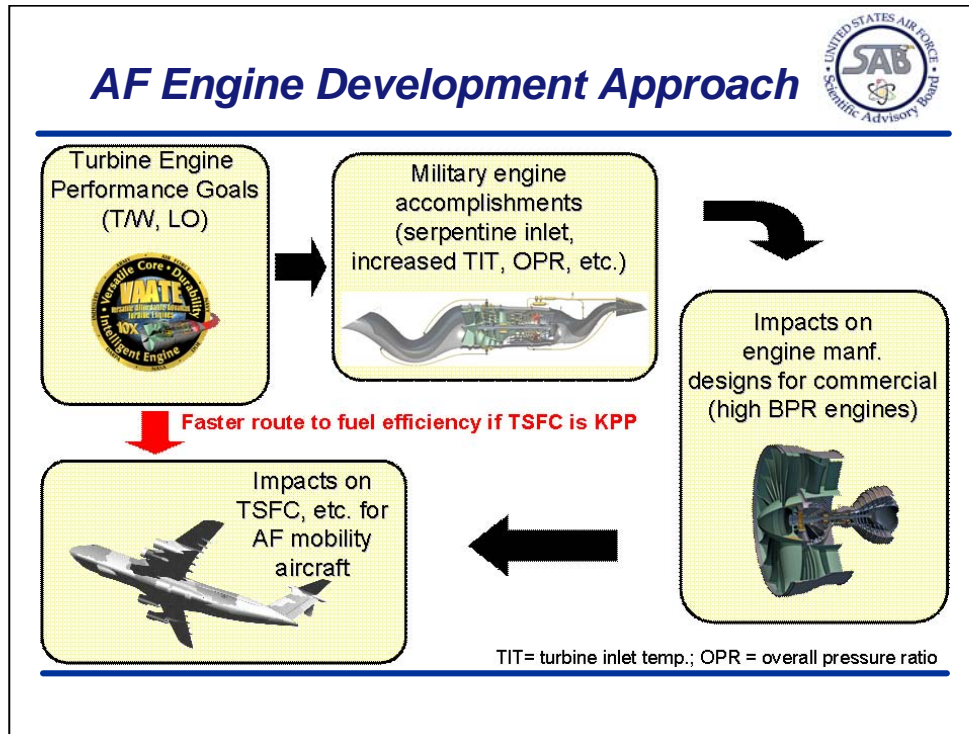 AF Engine Development Approach
UNITED STATES AIR FORCE
SAB
Scientific Advisory Board
Turbine Engine
Performance Goals
(T/W, LO)
Versatile Core • Durability
VAATE
Turbine Engines
10X
Intelligent Engine
Military engine
accomplishments
(serpentine inlet,
increased TIT, OPR, etc.)
Impacts on
engine manf.
designs for commercial
(high BPR engines)
Faster route to fuel efficiency if TSFC is KPP
Impacts on
TSFC, etc. for
AF mobility
aircraft
TIT= turbine inlet temp.; OPR = overall pressure ratio